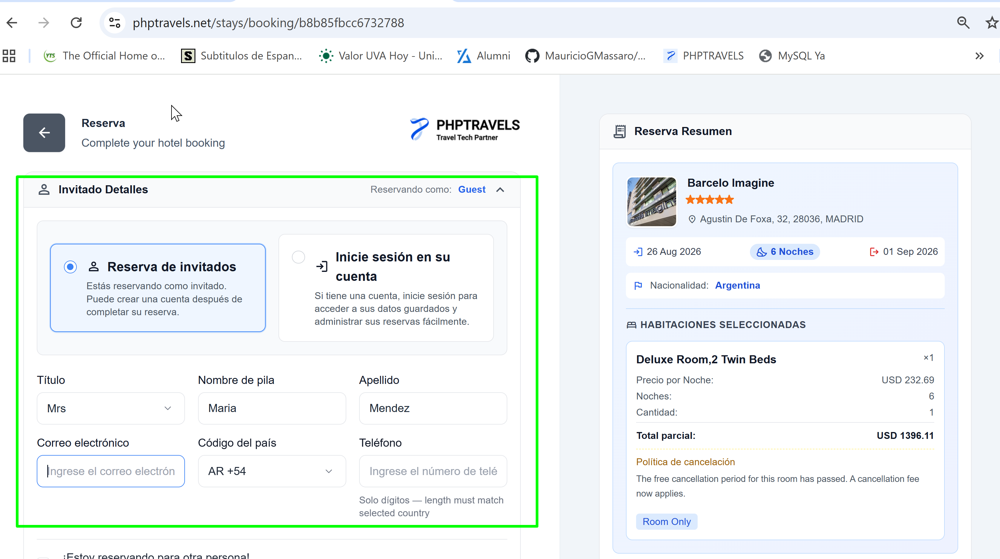 phptravels.net/stays/booking/b8b85fbcc6732788
YTS The Official Home o...
S Subtitulos de Espan...
Valor UVA Hoy - Uni...
Alumni
MauricioGMassaro/...
PHPTRAVELS
MySQL Ya
Reserva
Complete your hotel booking
PHPTRAVELS
Travel Tech Partner
Invitado Detalles
Reservando como: Guest
Reserva de invitados
Estás reservando como invitado.
Puede crear una cuenta después de
completar su reserva.
Inicie sesión en su
cuenta
Si tiene una cuenta, inicie sesión para
acceder a sus datos guardados y
administrar sus reservas fácilmente.
Título
Nombre de pila
Apellido
Mrs
Maria
Mendez
Correo electrónico
Código del país
Teléfono
Ingrese el correo electrón
AR +54
Ingrese el número de telé
Solo dígitos — length must match
selected country
¡Estoy reservando para otra persona!
Reserva Resumen
Barcelo Imagine
Barceló Imagine
Agustin De Foxa, 32, 28036, MADRID
26 Aug 2026
6 Noches
01 Sep 2026
Nacionalidad: Argentina
HABITACIONES SELECCIONADAS
Deluxe Room,2 Twin Beds ×1
Precio por Noche: USD 232.69
Noches: 6
Cantidad: 1
Total parcial: USD 1396.11
Política de cancelación
The free cancellation period for this room has passed. A cancellation fee
now applies.
Room Only